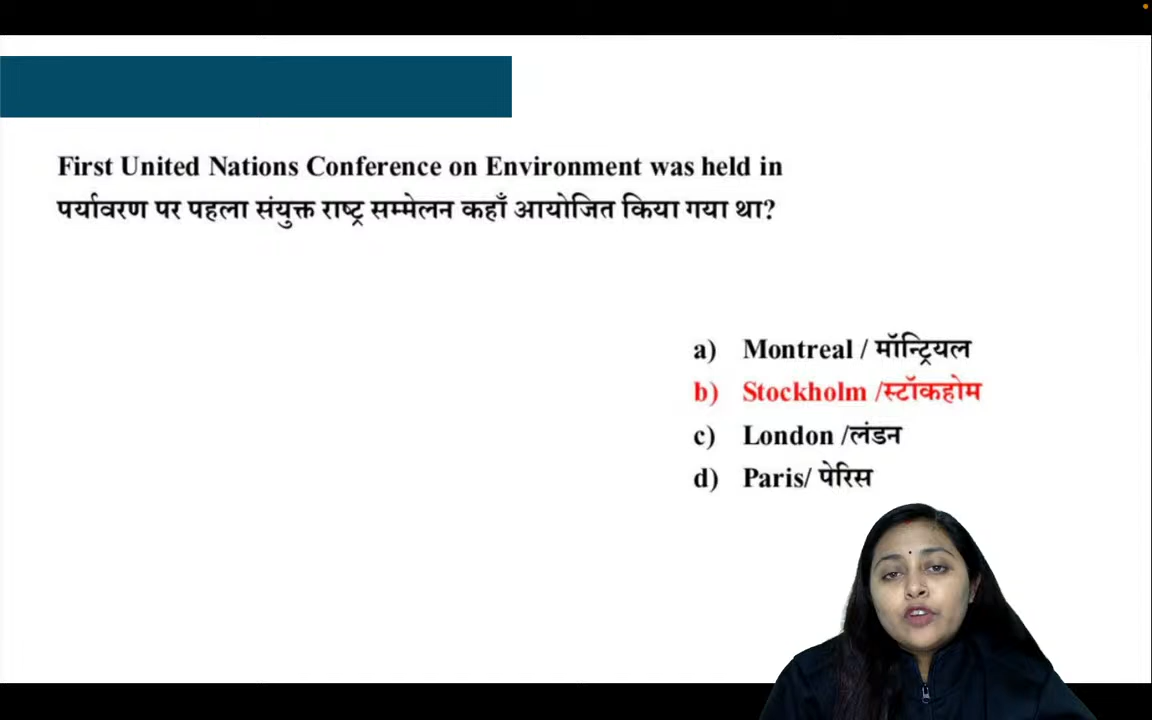 First United Nations Conference on Environment was held in
पर्यावरण पर पहला संयुक्त राष्ट्र सम्मेलन कहाँ आयोजित किया गया था?
a) Montreal / मॉन्ट्रियल
b) Stockholm /स्टॉकहोम
c) London /लंडन
d) Paris/ पेरिस